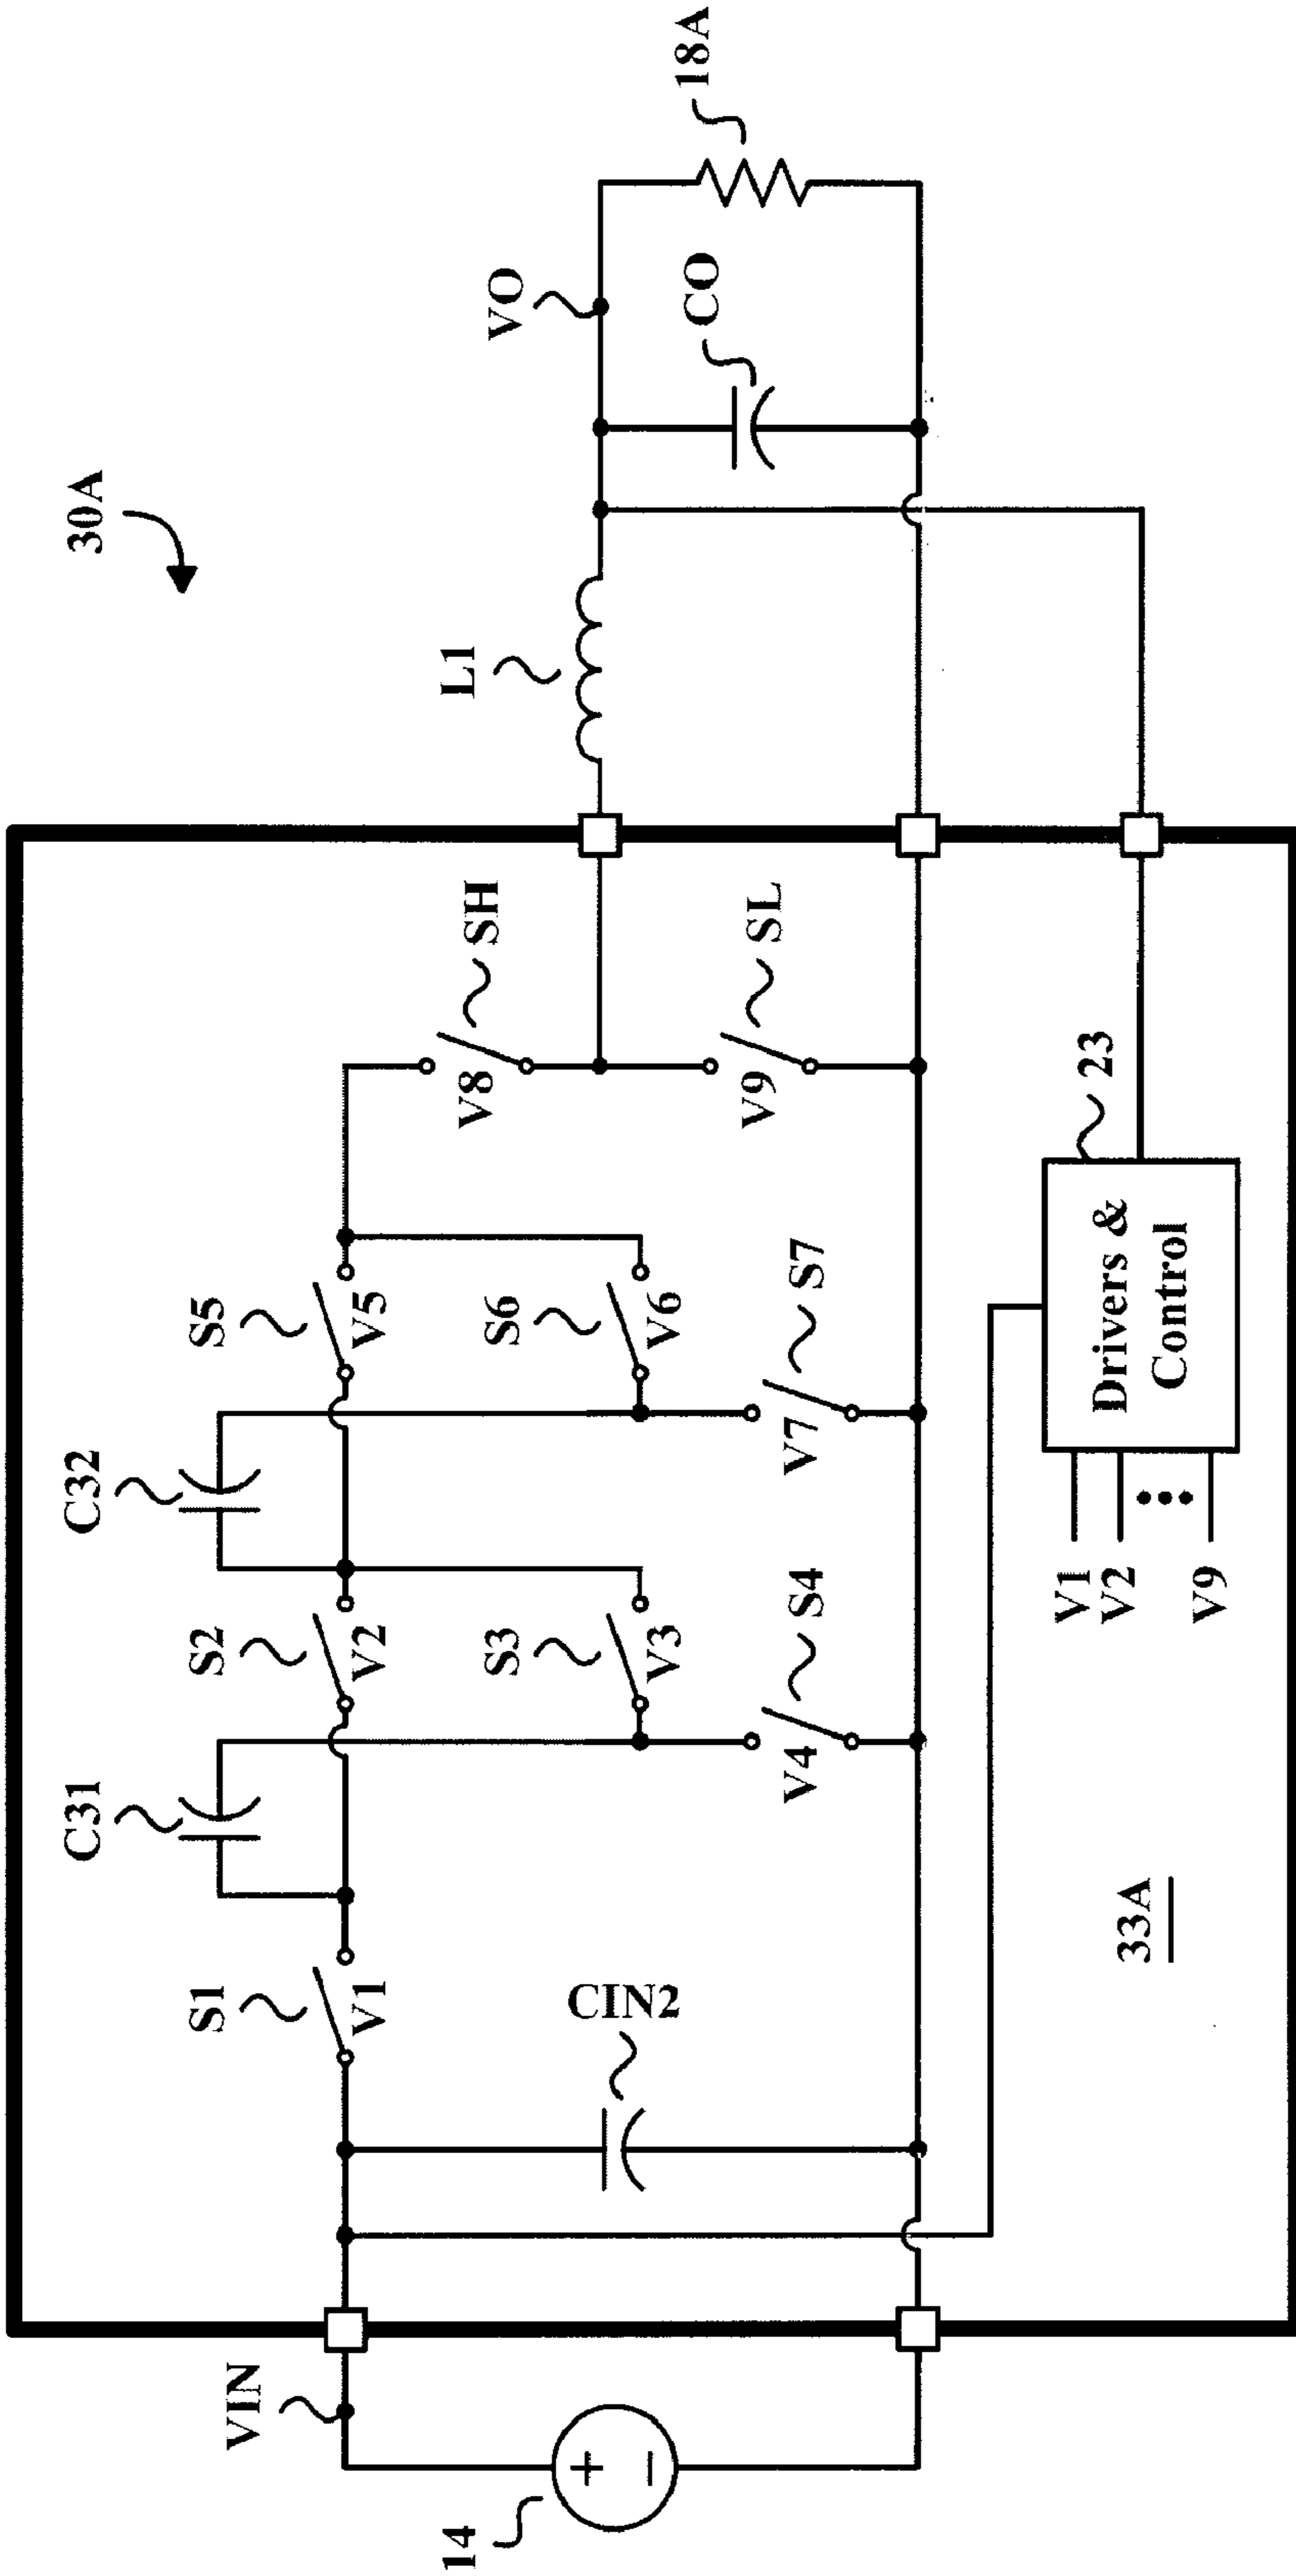 30A
VIN
14
S1
V1
CIN2
C31
S2
V2
S3
V3
V4
S4
C32
S5
V5
S6
V6
V7
S7
V8
SH
V9
SL
L1
VO
CO
18A
33A
V1
V2
V9
Drivers &
Control
23